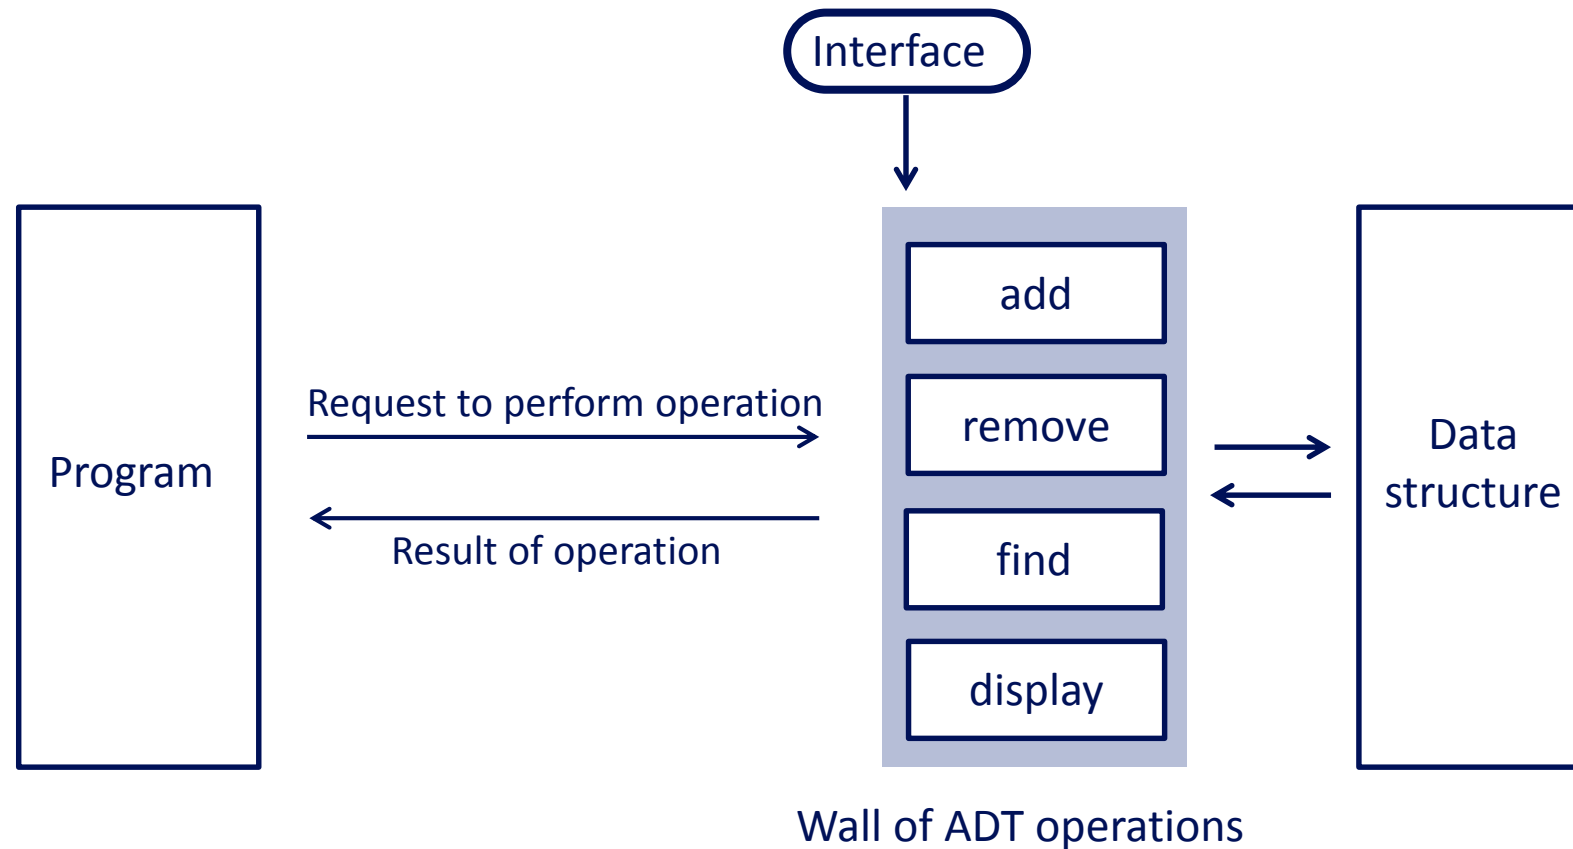 Interface
add
Request to perform operation
remove
Program
Data
structure
Result of operation
find
display
Wall of ADT operations